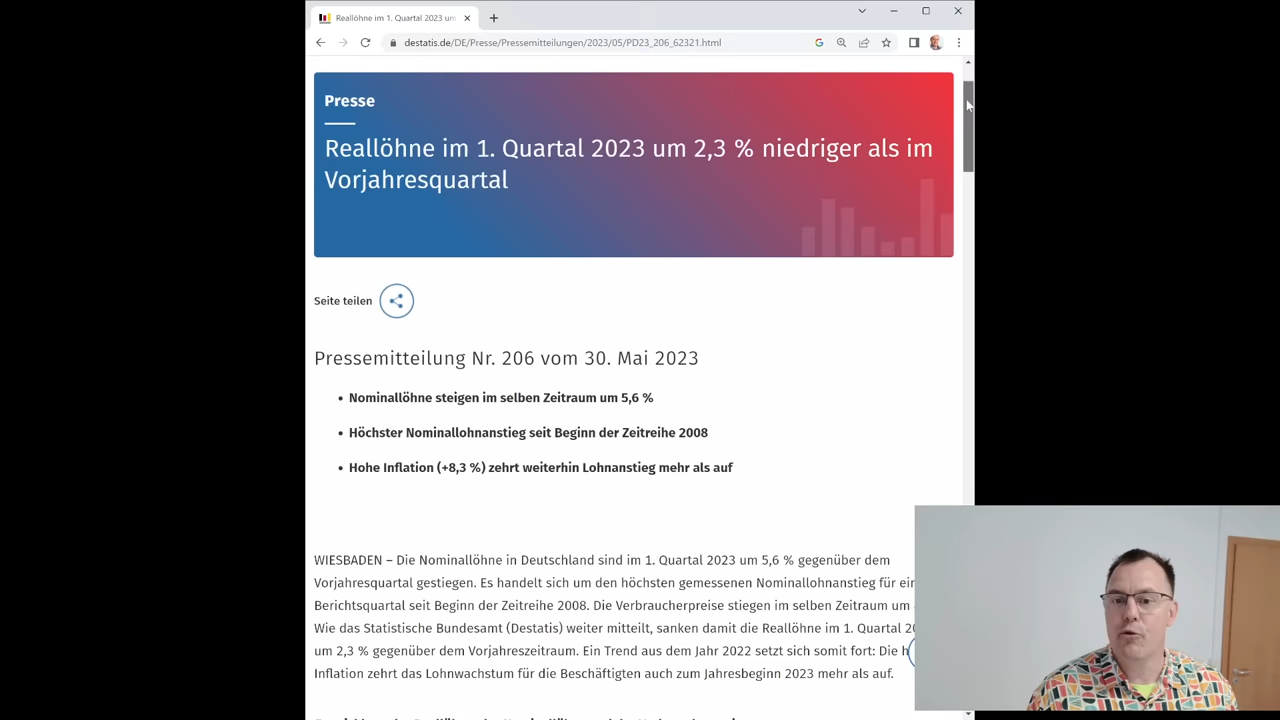 Reallöhne im 1. Quartal 2023 um
destatis.de/DE/Presse/Pressemitteilungen/2023/05/PD23_206_62321.html
Presse
Reallöhne im 1. Quartal 2023 um 2,3 % niedriger als im
Vorjahresquartal
Seite teilen
Pressemitteilung Nr. 206 vom 30. Mai 2023
• Nominallöhne steigen im selben Zeitraum um 5,6 %
• Höchster Nominallohnanstieg seit Beginn der Zeitreihe 2008
• Hohe Inflation (+8,3 %) zehrt weiterhin Lohnanstieg mehr als auf
WIESBADEN – Die Nominallöhne in Deutschland sind im 1. Quartal 2023 um 5,6 % gegenüber dem
Vorjahresquartal gestiegen. Es handelt sich um den höchsten gemessenen Nominallohnanstieg für ein
Berichtsquartal seit Beginn der Zeitreihe 2008. Die Verbraucherpreise stiegen im selben Zeitraum um
Wie das Statistische Bundesamt (Destatis) weiter mitteilt, sanken damit die Reallöhne im 1. Quartal 20
um 2,3 % gegenüber dem Vorjahreszeitraum. Ein Trend aus dem Jahr 2022 setzt sich somit fort: Die h
Inflation zehrt das Lohnwachstum für die Beschäftigten auch zum Jahresbeginn 2023 mehr als auf.